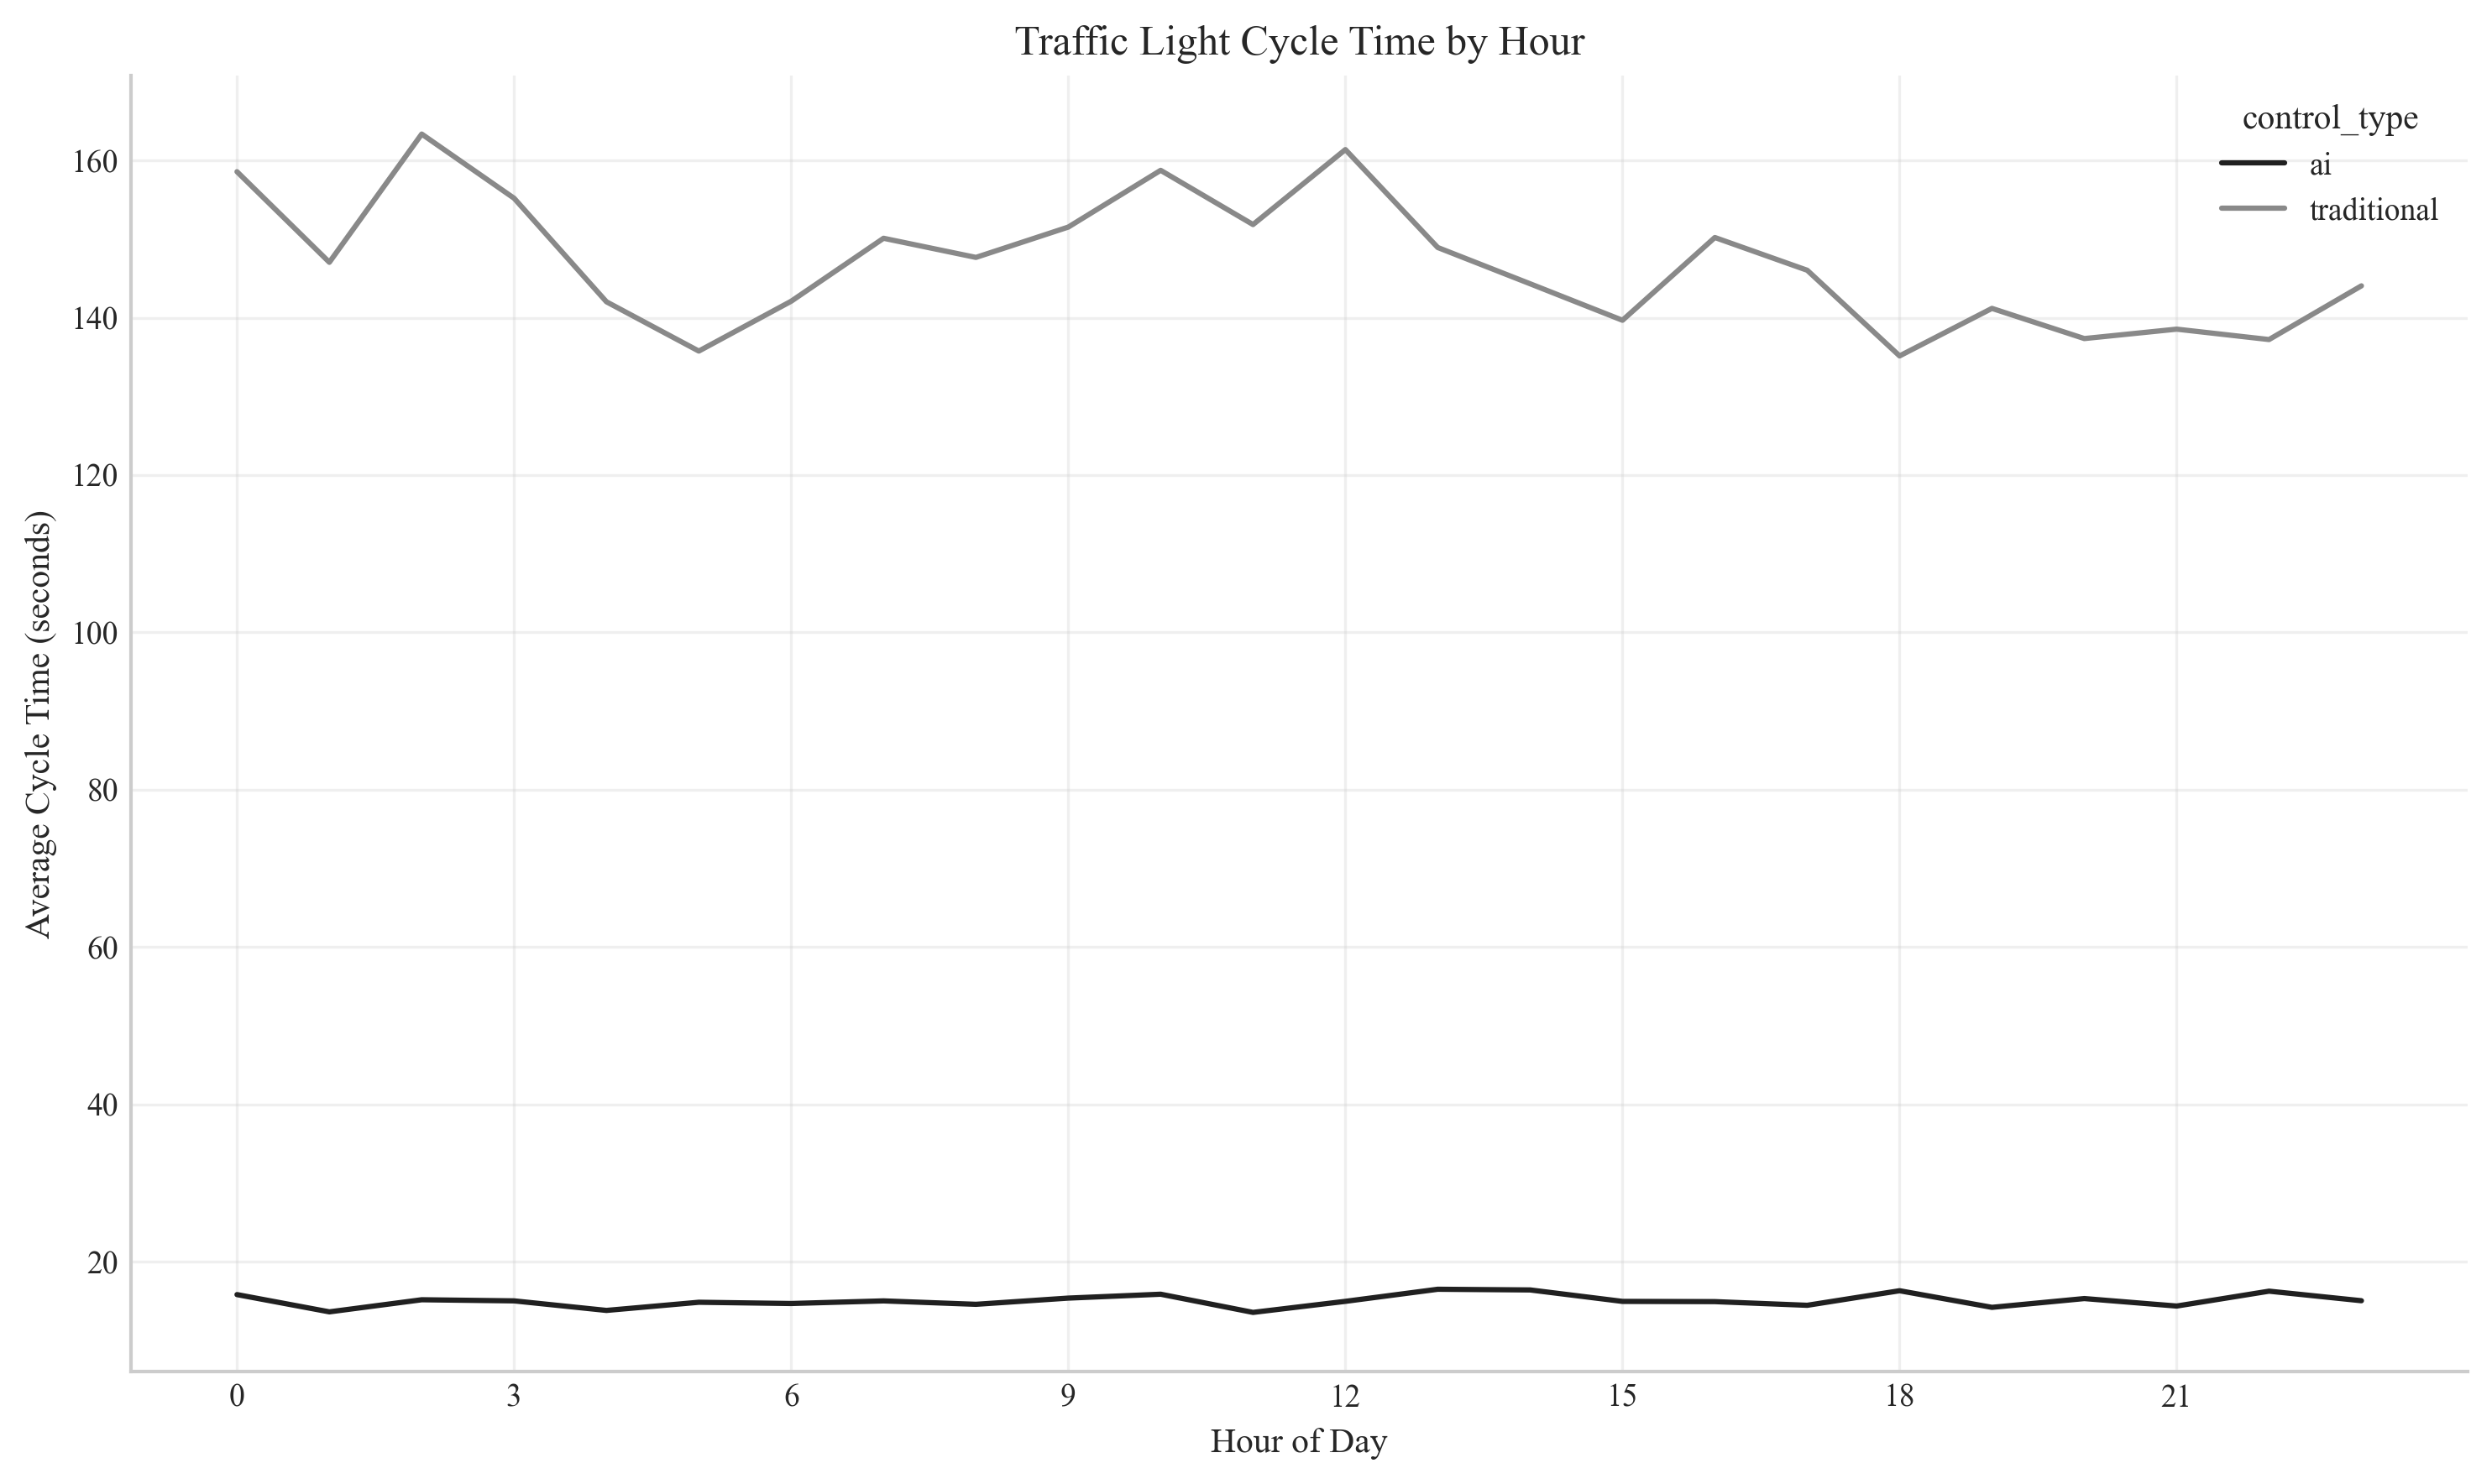 Traffic Light Cycle Time by Hour
control_type
ai
traditional
Average Cycle Time (seconds)
160
140
120
100
80
60
40
20
0 3 6 9 12 15 18 21
Hour of Day